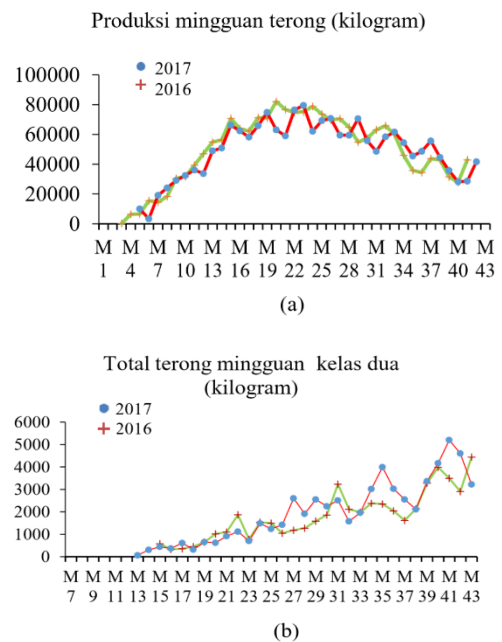 Produksi mingguan terong (kilogram)
100000
80000
60000
40000
20000
0
2017
2016
M M M M M M M M M M M M M M M
1 4 7 10 13 16 19 22 25 28 31 34 37 40 43
(a)
Total terong mingguan kelas dua
(kilogram)
6000
5000
4000
3000
2000
1000
0
2017
2016
M M M M M M M M M M M M M M M M M M M
7 9 11 13 15 17 19 21 23 25 27 29 31 33 35 37 39 41 43
(b)